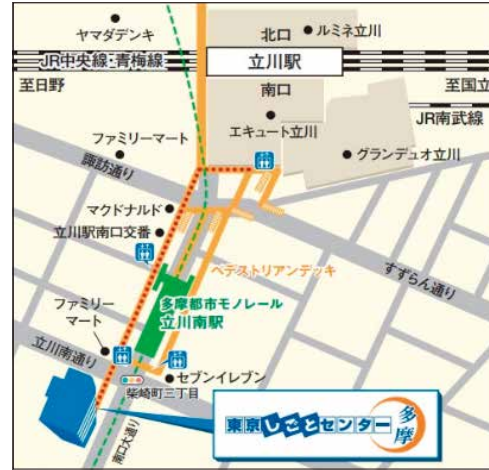 ヤマダデンキ
北口
ルミネ立川
JR中央線・青梅線
立川駅
至日野
南口
至国立
JR南武線
エキュート立川
ファミリーマート
グランデュオ立川
諏訪通り
マクドナルド
立川駅南口交番
ペデストリアンデッキ
すずらん通り
多摩都市モノレール
立川南駅
ファミリー
マート
立川南通り
セブンイレブン
柴崎町三丁目
南口大通り
東京しごとセンター多摩